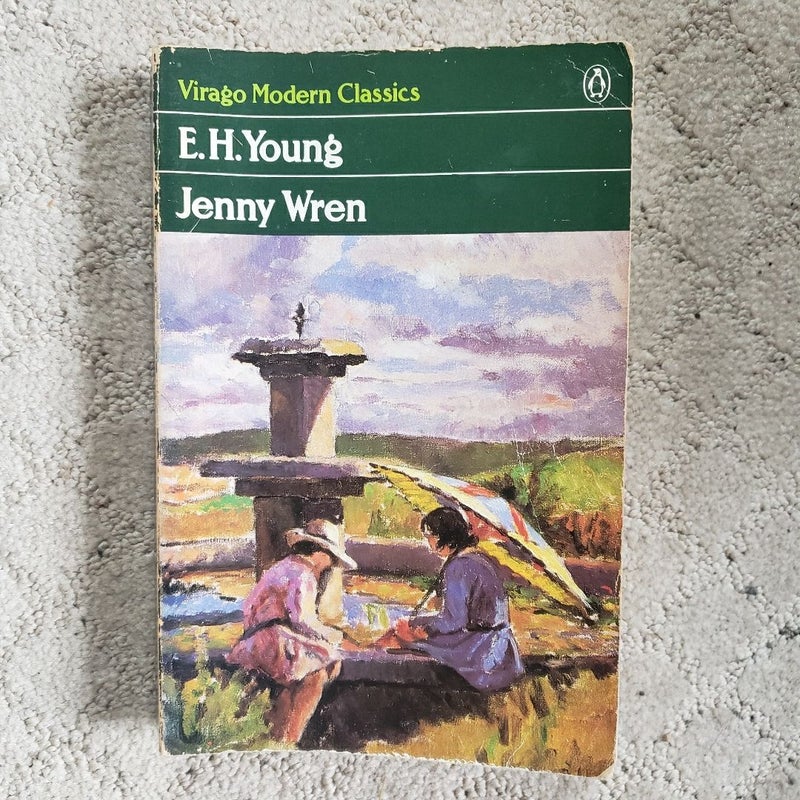 Virago Modern Classics
E.H.Young
Jenny Wren